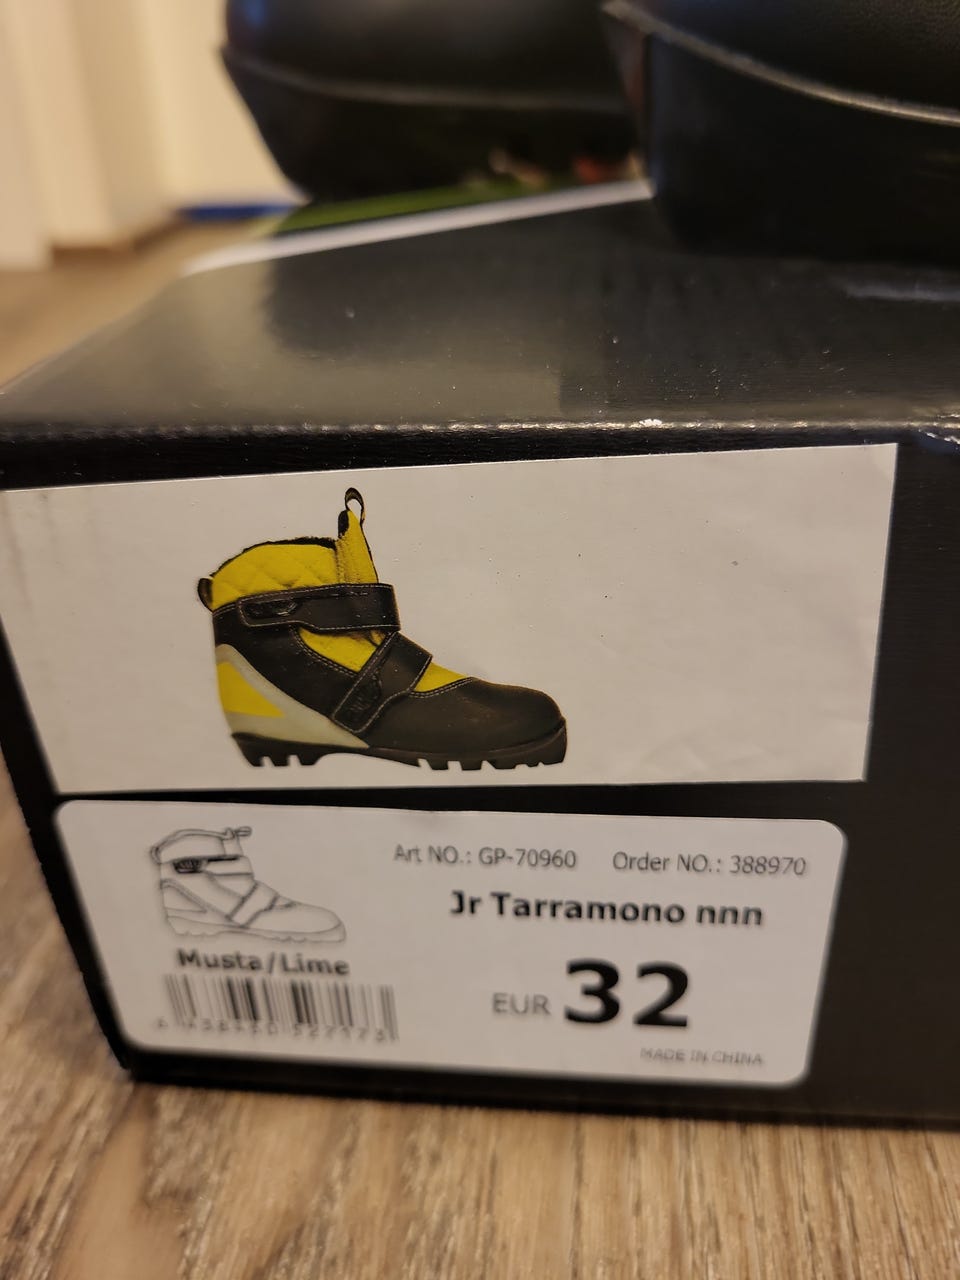 Art NO.: GP-70960 Order NO.: 388970
Jr Tarramono nnn
Musta/Lime
EUR 32
MADE IN CHINA